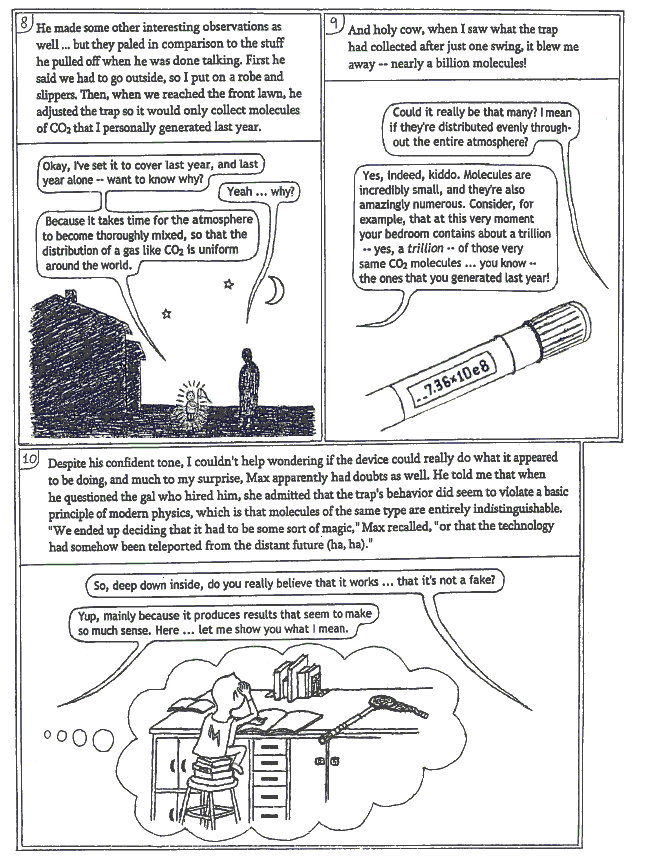 8
He made some other interesting observations as
well ... but they paled in comparison to the stuff
he pulled off when he was done talking. First he
said we had to go outside, so I put on a robe and
slippers. Then, when we reached the front lawn, he
adjusted the trap so it would only collect molecules
of CO₂ that I personally generated last year.
Okay, I've set it to cover last year, and last
year alone -- want to know why?
Yeah ... why?
Because it takes time for the atmosphere
to become thoroughly mixed, so that the
distribution of a gas like CO₂ is uniform
around the world.
9
And holy cow, when I saw what the trap
had collected after just one swing, it blew me
away -- nearly a billion molecules!
Could it really be that many? I mean
if they're distributed evenly through-
out the entire atmosphere?
Yes, indeed, kiddo. Molecules are
incredibly small, and they're also
amazingly numerous. Consider, for
example, that at this very moment
your bedroom contains about a trillion
-- yes, a trillion -- of those very
same CO₂ molecules ... you know --
the ones that you generated last year!
_ _7.36×10e8
10
Despite his confident tone, I couldn't help wondering if the device could really do what it appeared
to be doing, and much to my surprise, Max apparently had doubts as well. He told me that when
he questioned the gal who hired him, she admitted that the trap's behavior did seem to violate a basic
principle of modern physics, which is that molecules of the same type are entirely indistinguishable.
"We ended up deciding that it had to be some sort of magic," Max recalled, "or that the technology
had somehow been teleported from the distant future (ha, ha)."
So, deep down inside, do you really believe that it works ... that it's not a fake?
Yup, mainly because it produces results that seem to make
so much sense. Here ... let me show you what I mean.
M